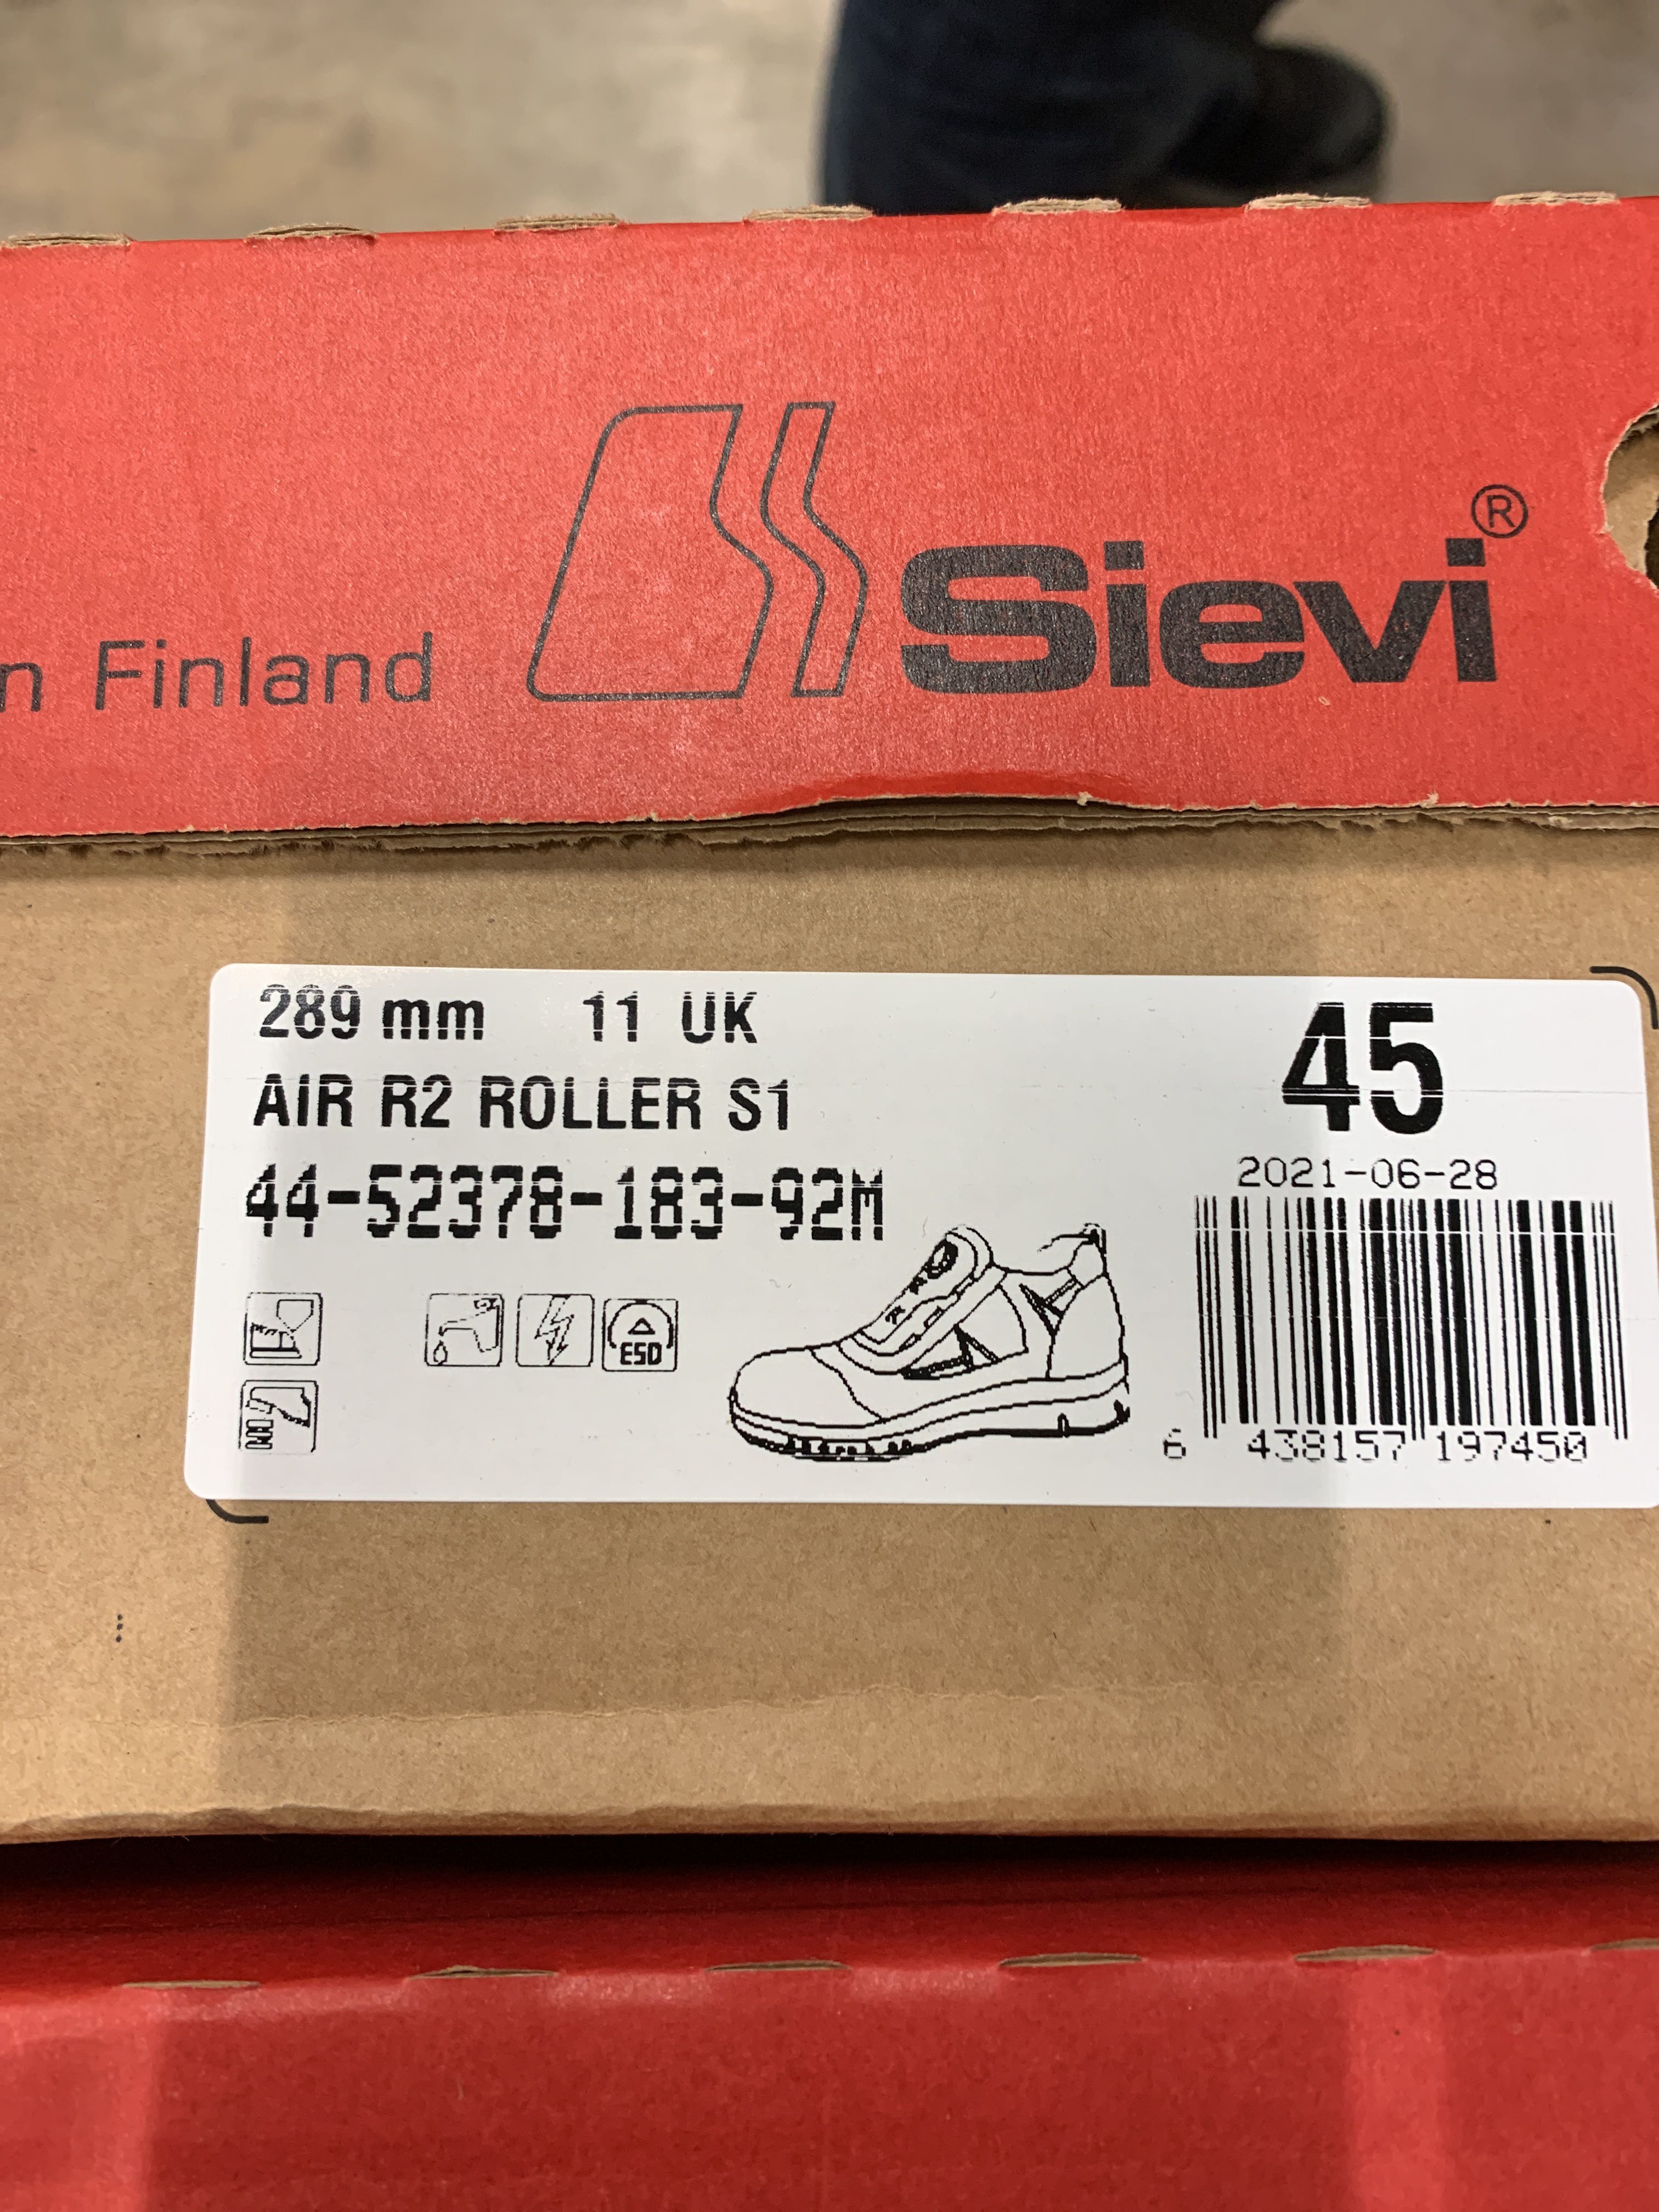 n Finland
Sievi®
289 mm 11 UK
45
AIR R2 ROLLER S1
2021-06-28
44-52378-183-92M
ESD
6 438157 197450